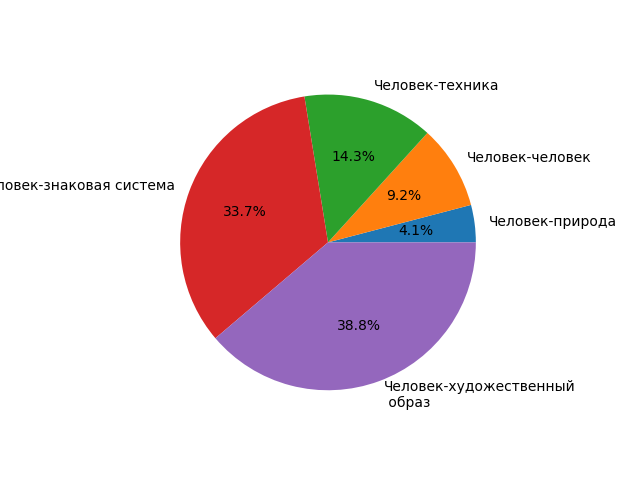 Человек-техника
14.3%
Человек-человек
9.2%
ловек-знаковая система
33.7%
Человек-природа
4.1%
38.8%
Человек-художественный
образ